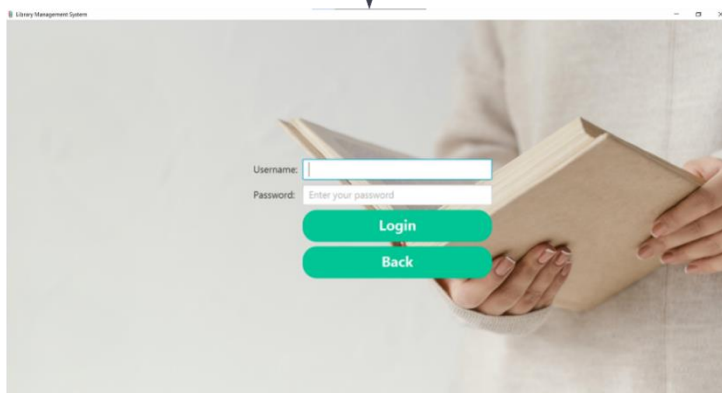 Library Management System
Username:
Password: Enter your password
Login
Back